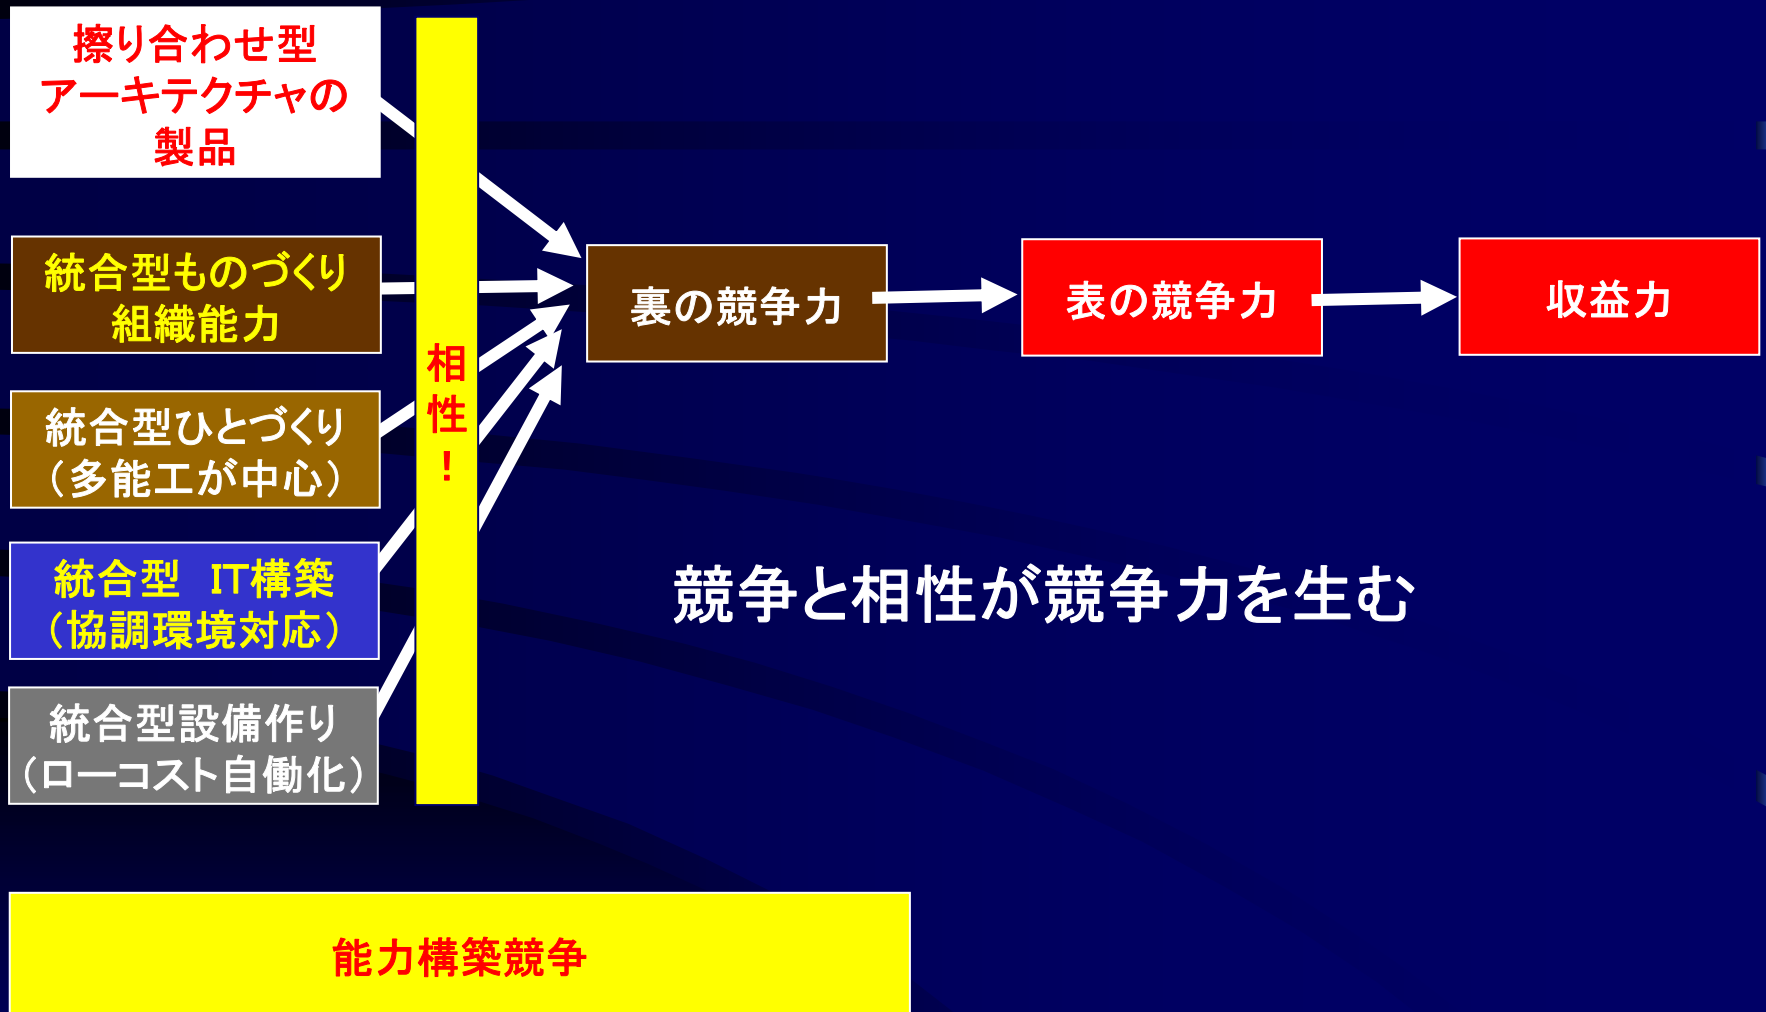 擦り合わせ型
アーキテクチャの
製品
統合型ものづくり
組織能力
統合型ひとづくり
（多能工が中心）
統合型　IT構築
（協調環境対応）
統合型設備作り
（ローコスト自働化）
相
性
！
裏の競争力
表の競争力
収益力
競争と相性が競争力を生む
能力構築競争